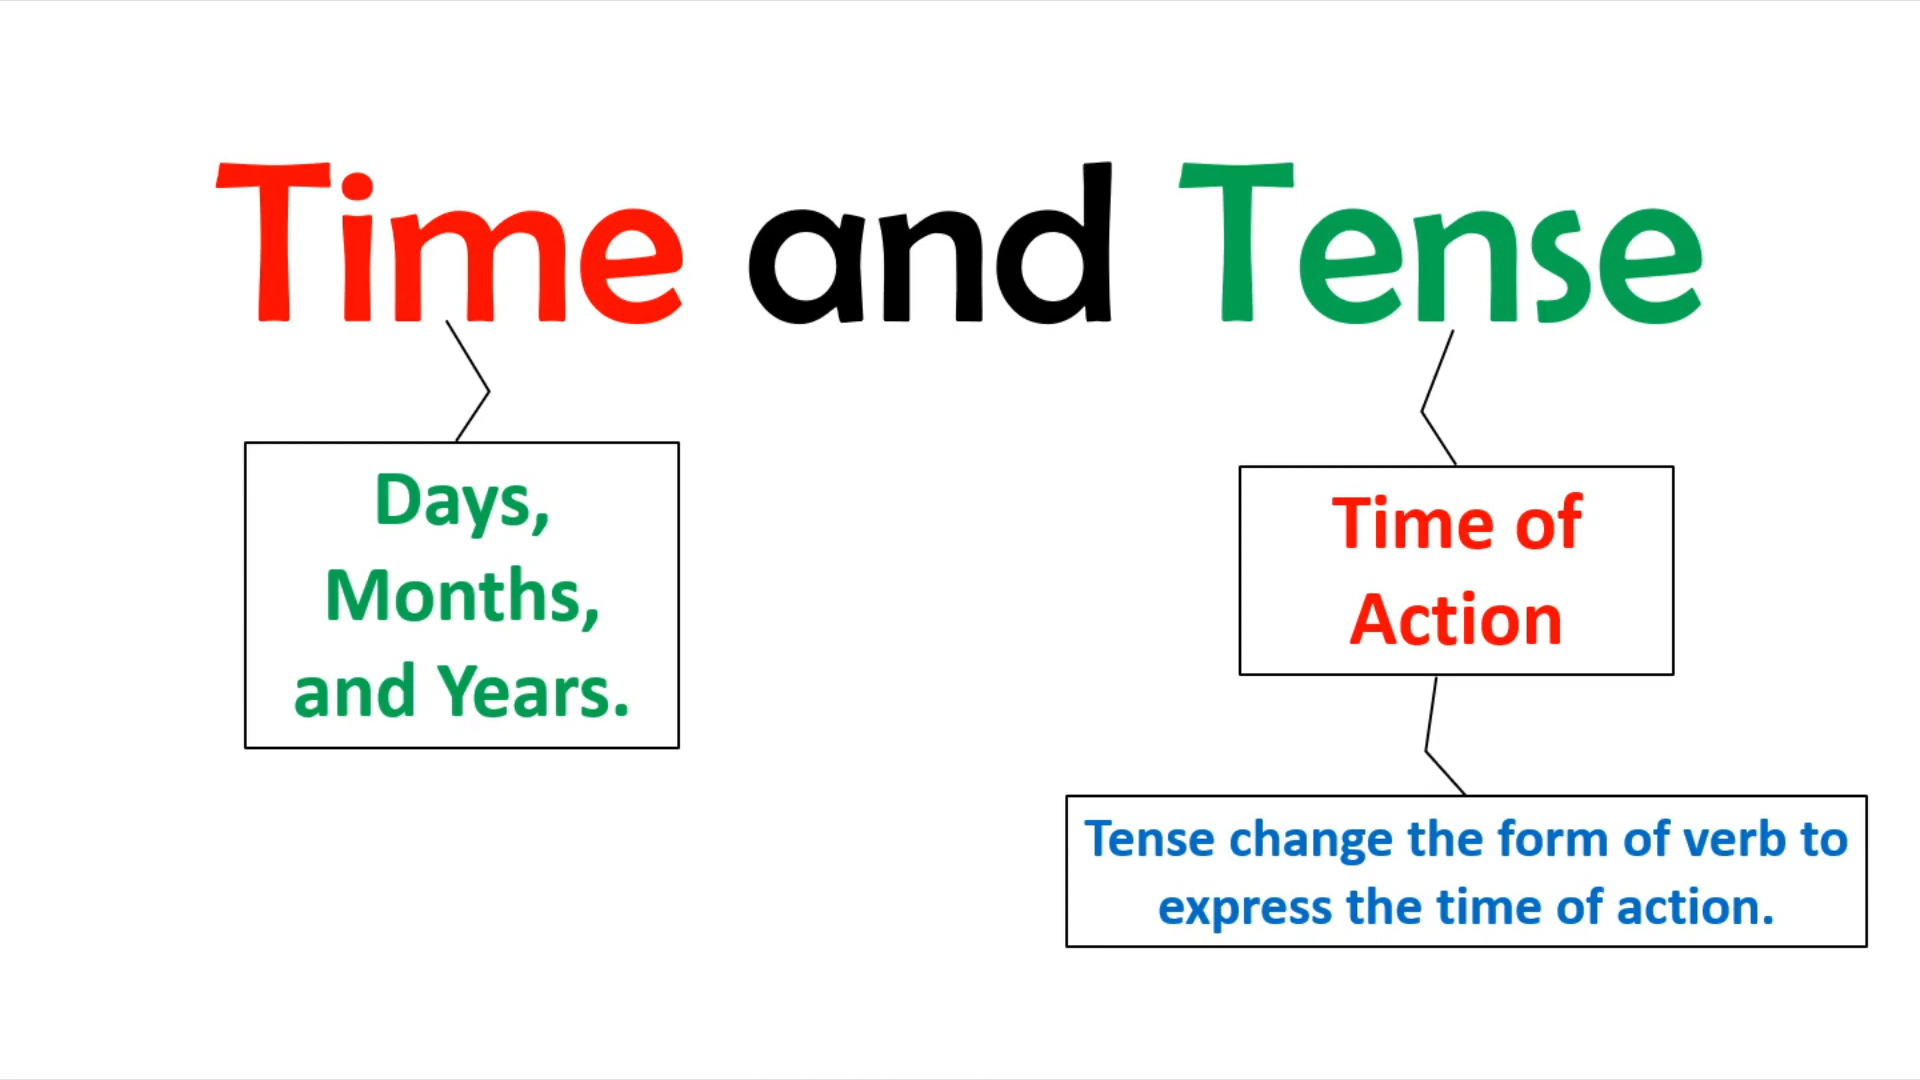 Time and Tense
Days,
Months,
and Years.
Time of
Action
Tense change the form of verb to
express the time of action.